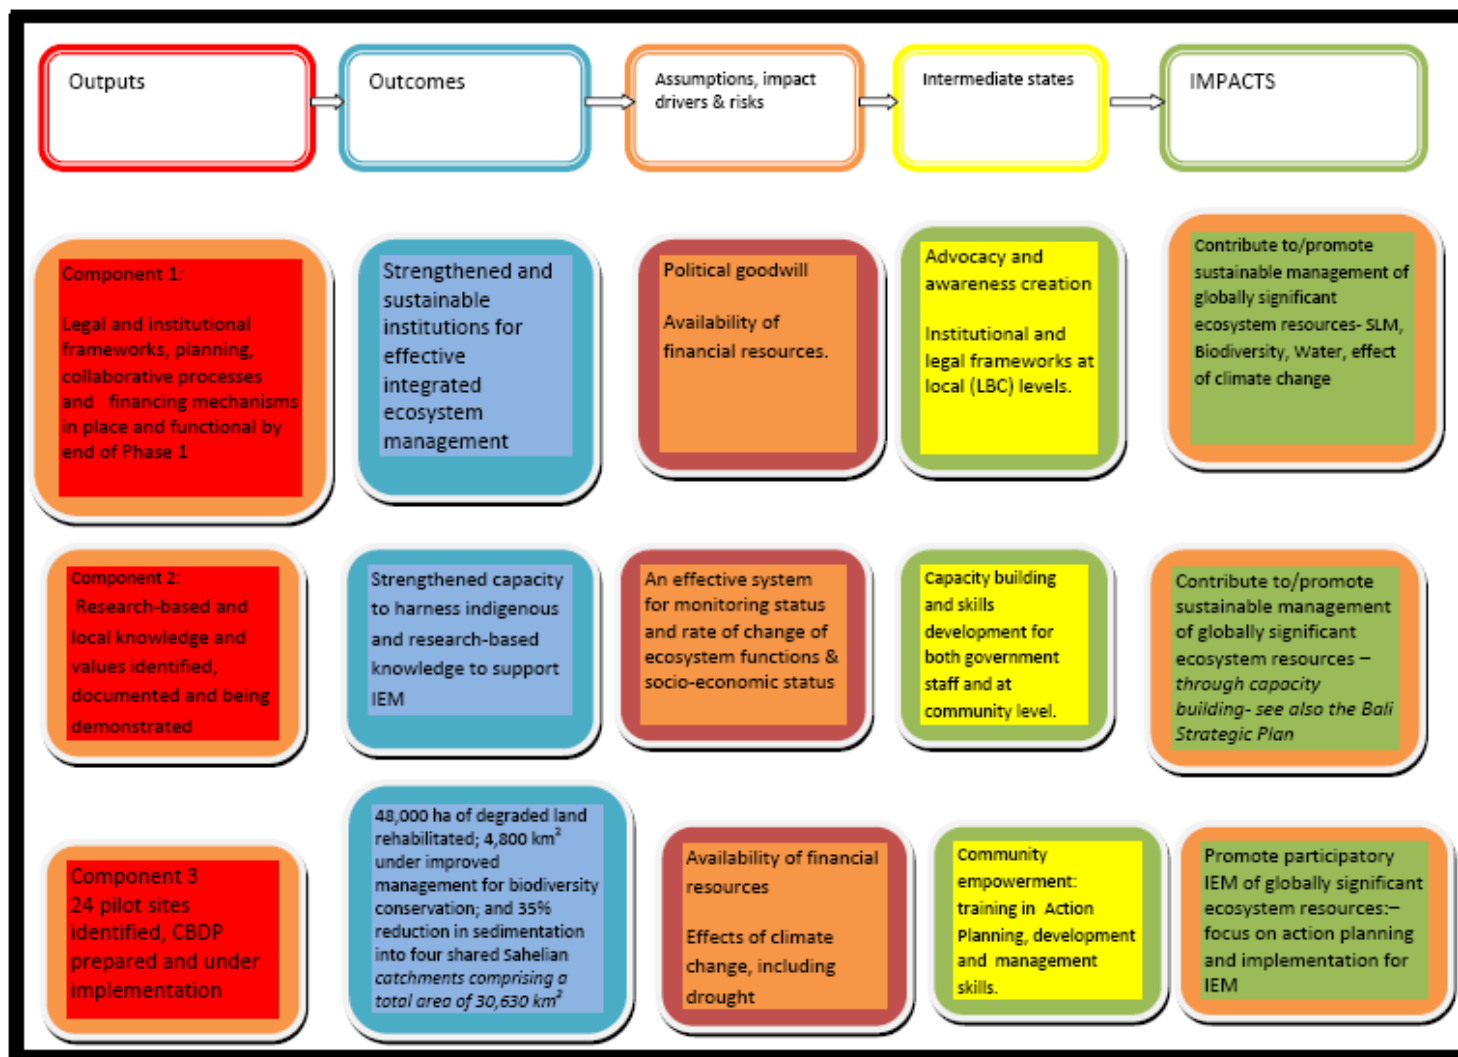 Outputs
Outcomes
Assumptions, impact
drivers & risks
Intermediate states
IMPACTS
Component 1:
Legal and institutional
frameworks, planning,
collaborative processes
and financing mechanisms
in place and functional by
end of Phase 1
Strengthened and
sustainable
institutions for
effective
integrated
ecosystem
management
Political goodwill
Availability of
financial resources.
Advocacy and
awareness creation
Institutional and
legal frameworks at
local (LBC) levels.
Contribute to/promote
sustainable management of
globally significant
ecosystem resources- SLM,
Biodiversity, Water, effect
of climate change
Component 2:
Research-based and
local knowledge and
values identified,
documented and being
demonstrated
Strengthened capacity
to harness indigenous
and research-based
knowledge to support
IEM
An effective system
for monitoring status
and rate of change of
ecosystem functions &
socio-economic status
Capacity building
and skills
development for
both government
staff and at
community level.
Contribute to/promote
sustainable management
of globally significant
ecosystem resources –
through capacity
building- see also the Bali
Strategic Plan
Component 3
24 pilot sites
identified, CBDP
prepared and under
implementation
48,000 ha of degraded land
rehabilitated; 4,800 km²
under improved
management for biodiversity
conservation; and 35%
reduction in sedimentation
into four shared Sahelian
catchments comprising a
total area of 30,630 km²
Availability of financial
resources
Effects of climate
change, including
drought
Community
empowerment:
training in Action
Planning, development
and management
skills.
Promote participatory
IEM of globally significant
ecosystem resources:–
focus on action planning
and implementation for
IEM